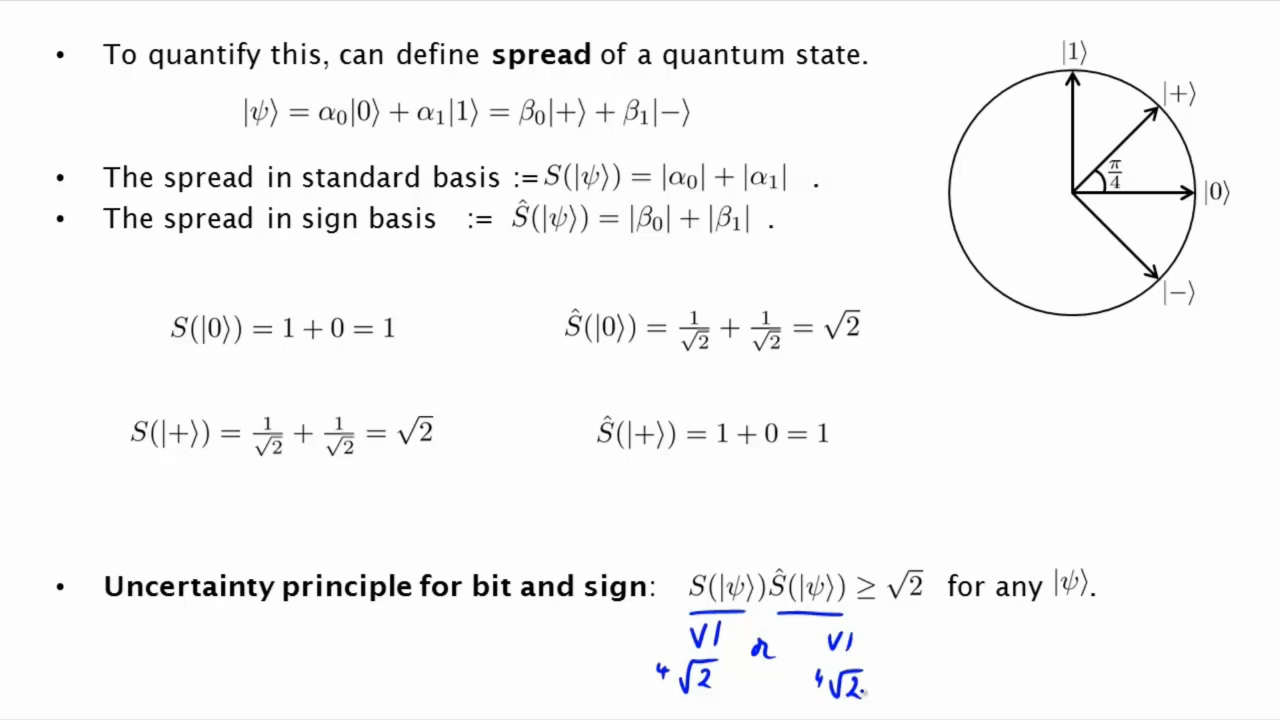 • To quantify this, can define spread of a quantum state.
|ψ⟩ = α₀|0⟩ + α₁|1⟩ = β₀|+⟩ + β₁|−⟩
• The spread in standard basis := S(|ψ⟩) = |α₀| + |α₁| .
• The spread in sign basis := Ŝ(|ψ⟩) = |β₀| + |β₁| .
|1⟩
|+⟩
π/4
|0⟩
|−⟩
S(|0⟩) = 1 + 0 = 1 Ŝ(|0⟩) = 1/√2 + 1/√2 = √2
S(|+⟩) = 1/√2 + 1/√2 = √2 Ŝ(|+⟩) = 1 + 0 = 1
• Uncertainty principle for bit and sign: S(|ψ⟩)Ŝ(|ψ⟩) ≥ √2 for any |ψ⟩.
∨| or ∨|
⁴√2 ⁴√2.